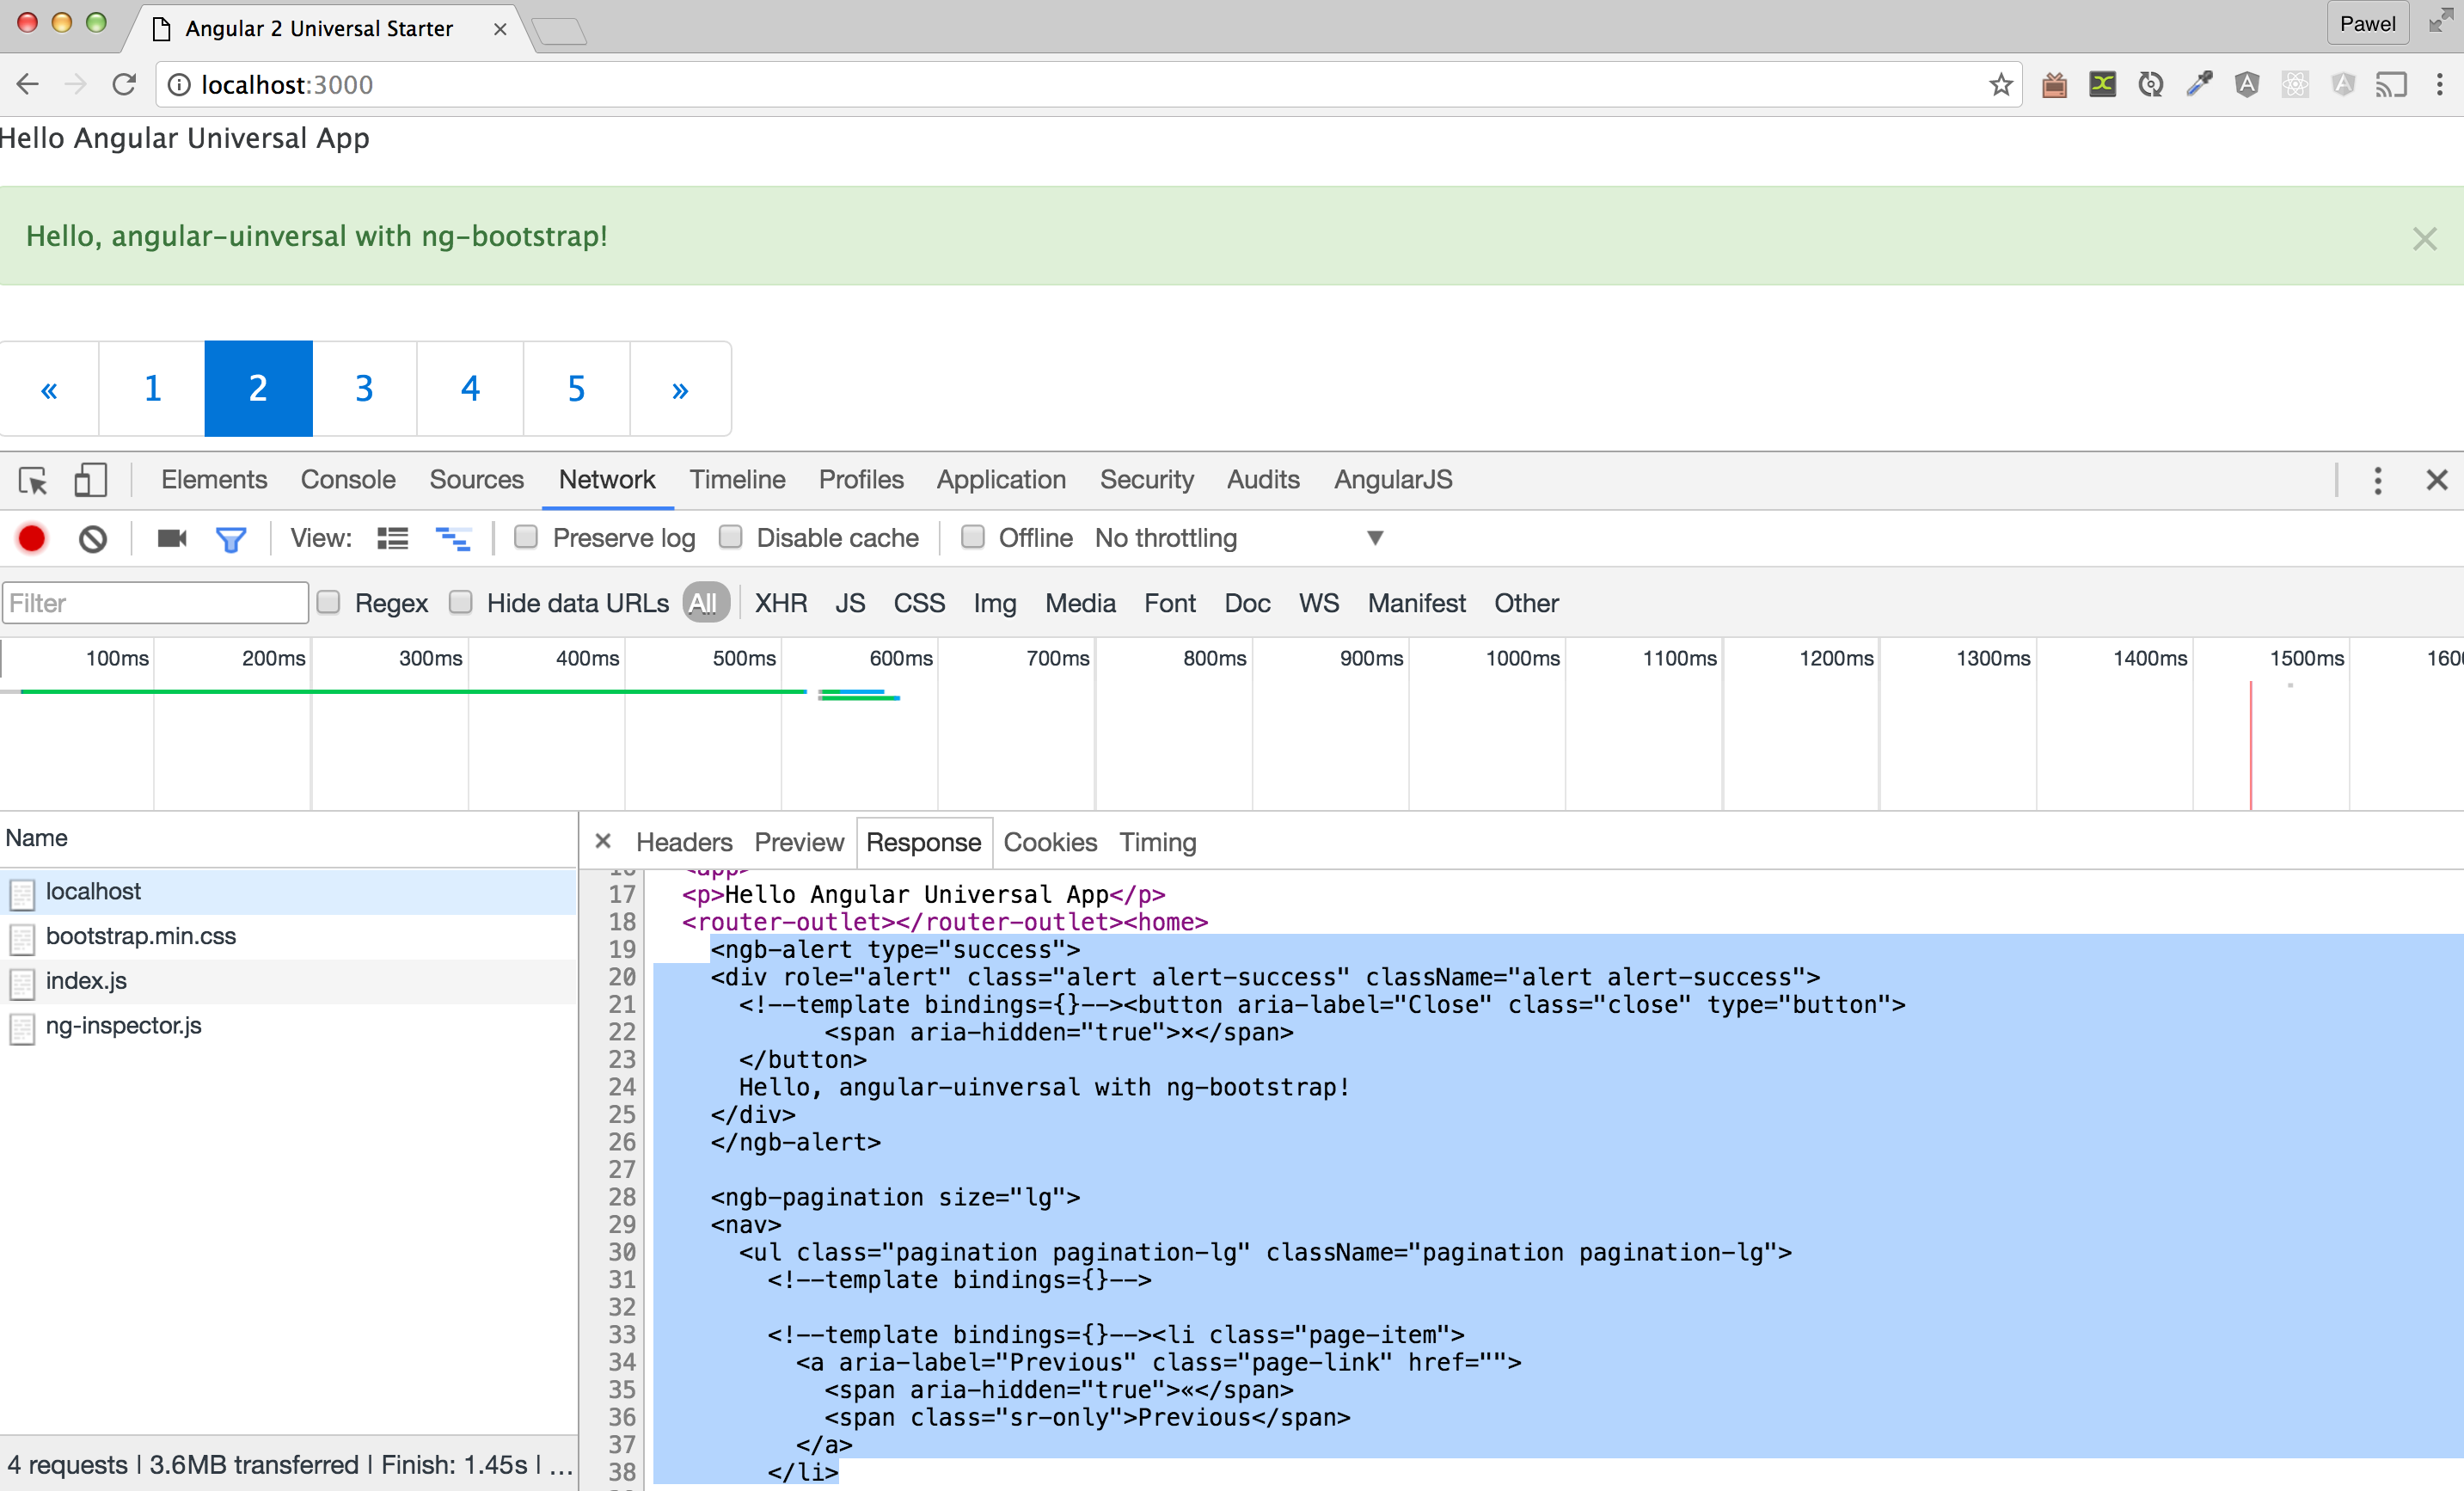 Angular 2 Universal Starter
Pawel
localhost:3000
Hello Angular Universal App
Hello, angular-uinversal with ng-bootstrap!
×
« 1 2 3 4 5 »
Elements Console Sources Network Timeline Profiles Application Security Audits AngularJS
View: Preserve log Disable cache Offline No throttling
Filter Regex Hide data URLs All XHR JS CSS Img Media Font Doc WS Manifest Other
100ms 200ms 300ms 400ms 500ms 600ms 700ms 800ms 900ms 1000ms 1100ms 1200ms 1300ms 1400ms 1500ms
Name
localhost
bootstrap.min.css
index.js
ng-inspector.js
4 requests | 3.6MB transferred | Finish: 1.45s | ...
× Headers Preview Response Cookies Timing
16 <app>
17 <p>Hello Angular Universal App</p>
18 <router-outlet></router-outlet><home>
19 <ngb-alert type="success">
20 <div role="alert" class="alert alert-success" className="alert alert-success">
21 <!--template bindings={}--><button aria-label="Close" class="close" type="button">
22 <span aria-hidden="true">×</span>
23 </button>
24 Hello, angular-uinversal with ng-bootstrap!
25 </div>
26 </ngb-alert>
27
28 <ngb-pagination size="lg">
29 <nav>
30 <ul class="pagination pagination-lg" className="pagination pagination-lg">
31 <!--template bindings={}-->
32
33 <!--template bindings={}--><li class="page-item">
34 <a aria-label="Previous" class="page-link" href="">
35 <span aria-hidden="true">«</span>
36 <span class="sr-only">Previous</span>
37 </a>
38 </li>